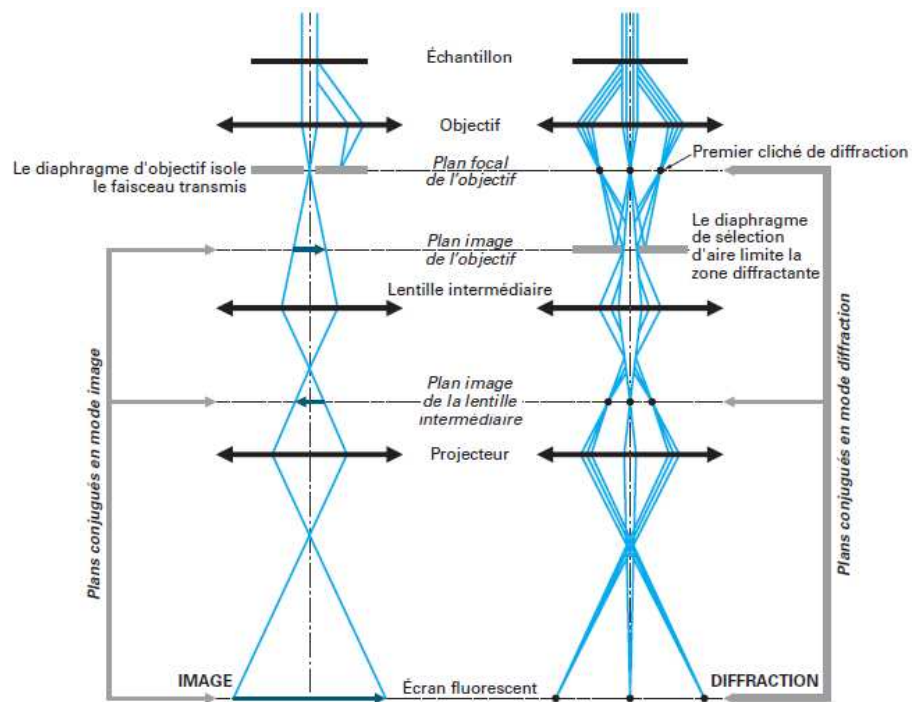 Échantillon
Objectif
Le diaphragme d'objectif isole
le faisceau transmis
Plan focal
de l'objectif
Premier cliché de diffraction
Plan image
de l'objectif
Le diaphragme
de sélection
d'aire limite la
zone diffractante
Lentille intermédiaire
Plan image
de la lentille
intermédiaire
Projecteur
Plans conjugués en mode image
Plans conjugués en mode diffraction
IMAGE
Écran fluorescent
DIFFRACTION